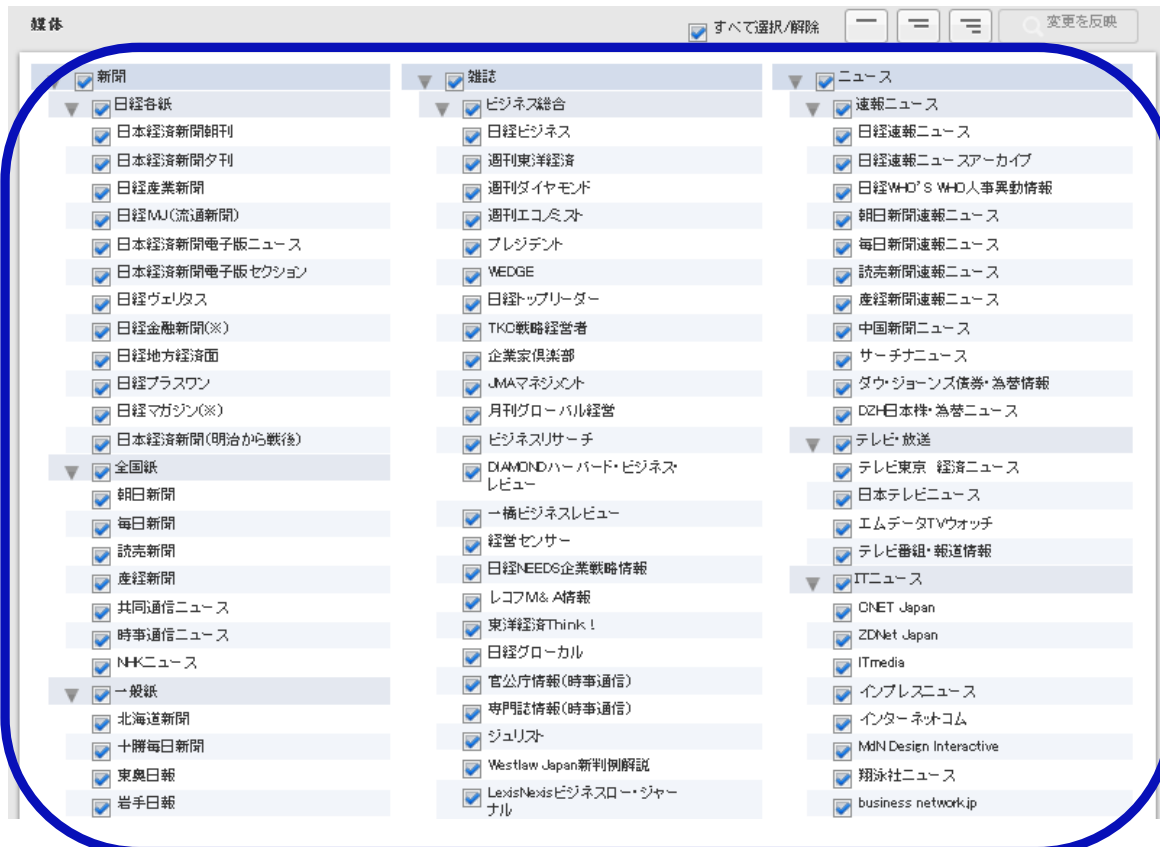 媒体
すべて選択/解除
変更を反映
新聞
日経各紙
日本経済新聞朝刊
日本経済新聞夕刊
日経産業新聞
日経MJ(流通新聞)
日本経済新聞電子版ニュース
日本経済新聞電子版セクション
日経ヴェリタス
日経金融新聞(※)
日経地方経済面
日経プラスワン
日経マガジン(※)
日本経済新聞(明治から戦後)
全国紙
朝日新聞
毎日新聞
読売新聞
産経新聞
共同通信ニュース
時事通信ニュース
NHKニュース
一般紙
北海道新聞
十勝毎日新聞
東奥日報
岩手日報
雑誌
ビジネス総合
日経ビジネス
週刊東洋経済
週刊ダイヤモンド
週刊エコノミスト
プレジデント
WEDGE
日経トップリーダー
TKC戦略経営者
企業家倶楽部
JMAマネジメント
月刊グローバル経営
ビジネスリサーチ
DIAMONDハーバード・ビジネス・
レビュー
一橋ビジネスレビュー
経営センサー
日経NEEDS企業戦略情報
レコフM&A情報
東洋経済Think!
日経グローカル
官公庁情報(時事通信)
専門誌情報(時事通信)
ジュリスト
Westlaw Japan新判例解説
LexisNexisビジネスロー・ジャー
ナル
ニュース
速報ニュース
日経速報ニュース
日経速報ニュースアーカイブ
日経WHO'S WHO人事異動情報
朝日新聞速報ニュース
毎日新聞速報ニュース
読売新聞速報ニュース
産経新聞速報ニュース
中国新聞ニュース
サーチナニュース
ダウ・ジョーンズ債券・為替情報
DZH日本株・為替ニュース
テレビ・放送
テレビ東京 経済ニュース
日本テレビニュース
エムデータTVウォッチ
テレビ番組・報道情報
ITニュース
CNET Japan
ZDNet Japan
ITmedia
インプレスニュース
インターネットコム
MdN Design Interactive
翔泳社ニュース
business network.jp